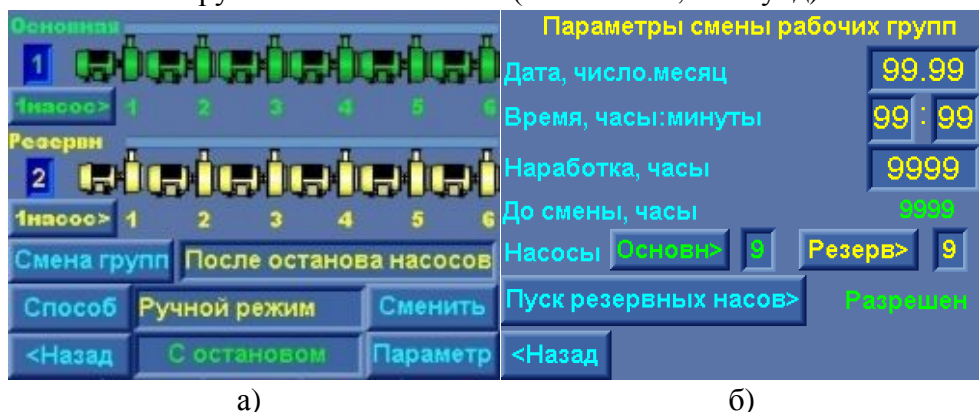 Основная
1
1насос> 1 2 3 4 5 6
Резервн
2
1насос> 1 2 3 4 5 6
Смена групп После останова насосов
Способ Ручной режим Сменить
<Назад С остановом Параметр
а)
Параметры смены рабочих групп
Дата, число.месяц 99.99
Время, часы:минуты 99 : 99
Наработка, часы 9999
До смены, часы 9999
Насосы Основн> 9 Резерв> 9
Пуск резервных насов> Разрешен
<Назад
б)